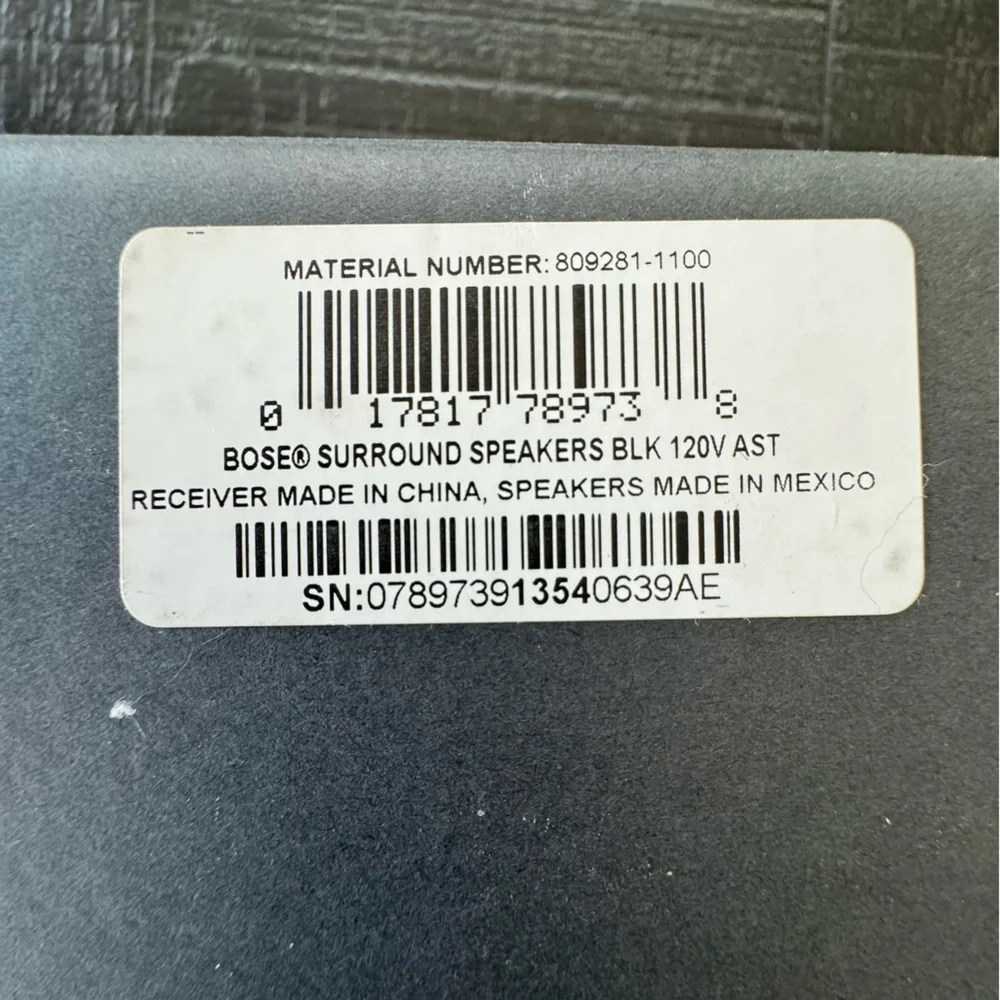 MATERIAL NUMBER: 809281-1100
0 17817 78973 8
BOSE® SURROUND SPEAKERS BLK 120V AST
RECEIVER MADE IN CHINA, SPEAKERS MADE IN MEXICO
SN:078973913540639AE